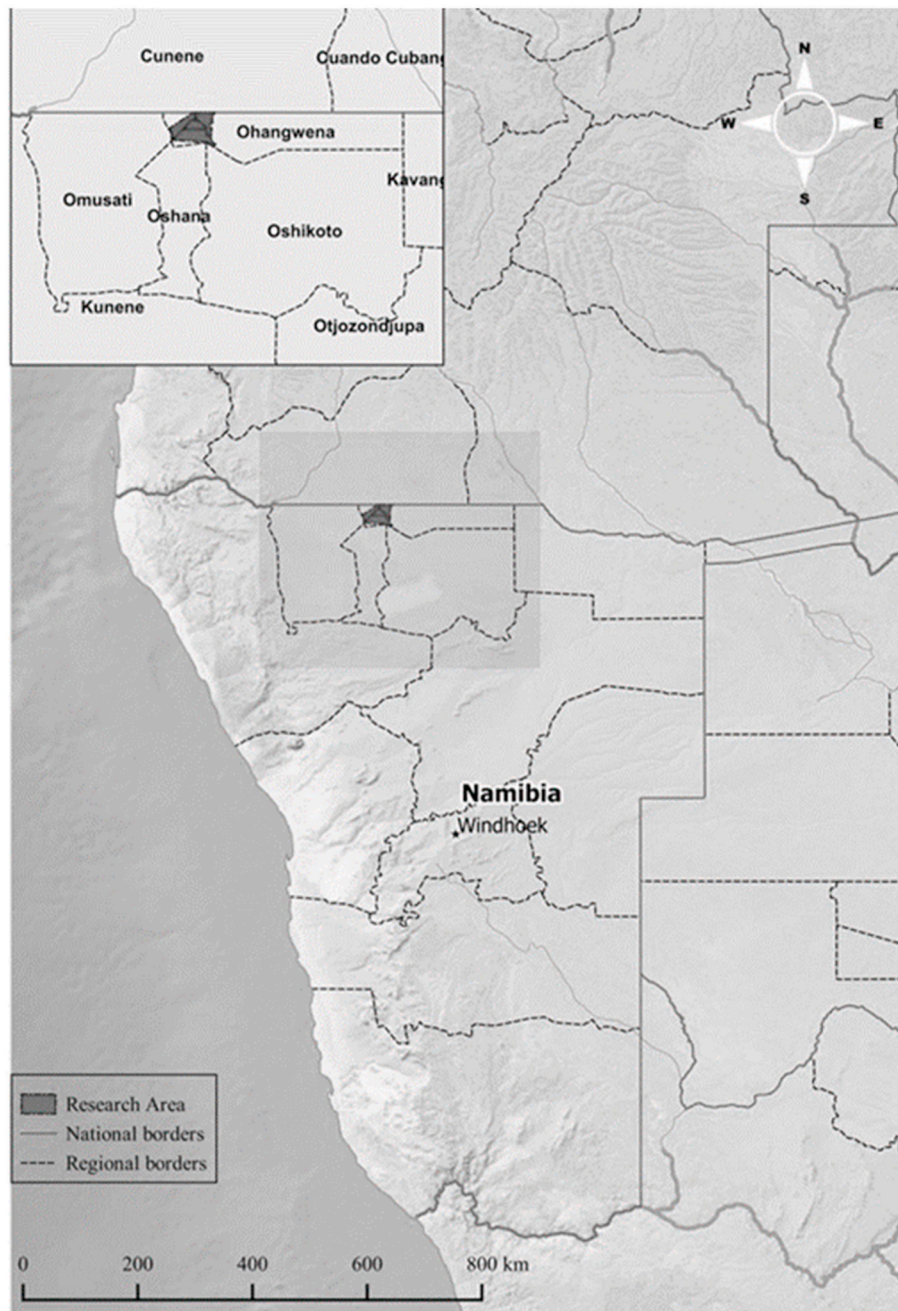 Cunene
Cuando Cubang
Ohangwena
Kavang
Omusati
Oshana
Oshikoto
Kunene
Otjozondjupa
N
W
E
S
Namibia
Windhoek
Research Area
National borders
Regional borders
0 200 400 600 800 km